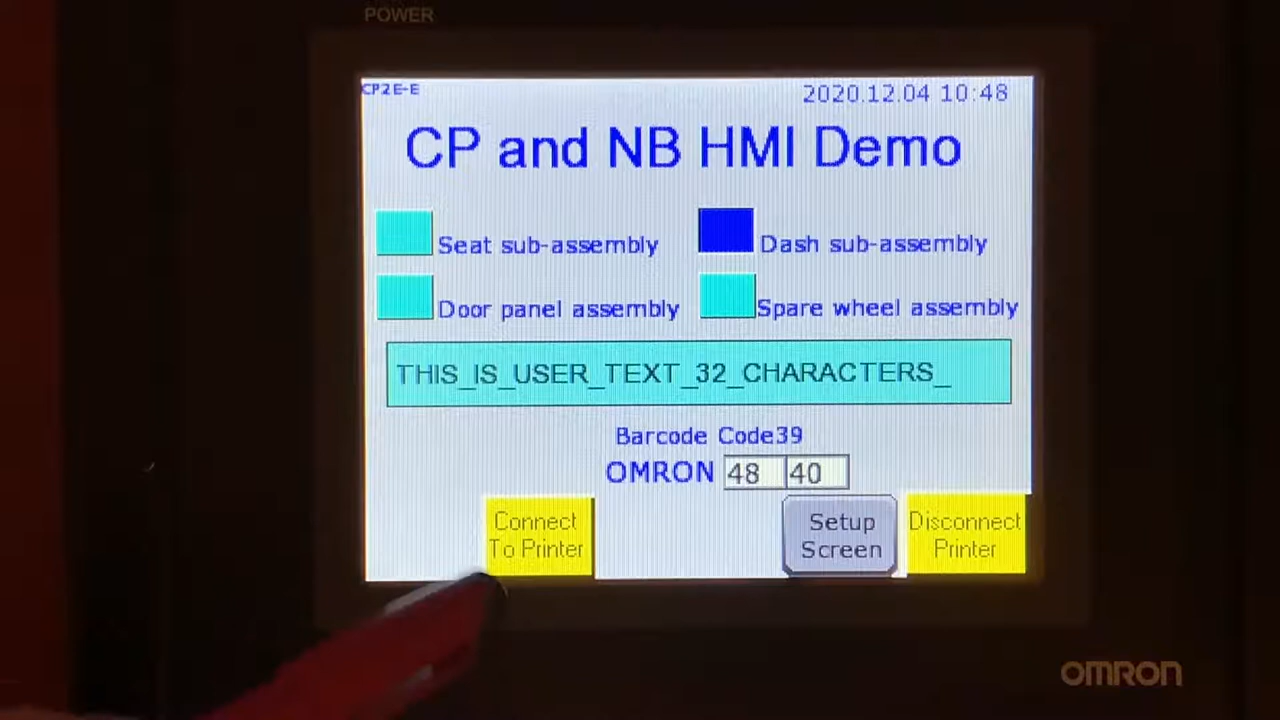 POWER
CP2E-E
2020.12.04 10:48
CP and NB HMI Demo
Seat sub-assembly
Dash sub-assembly
Door panel assembly
Spare wheel assembly
THIS_IS_USER_TEXT_32_CHARACTERS_
Barcode Code39
OMRON 48 40
Connect
To Printer
Setup
Screen
Disconnect
Printer
OMRON